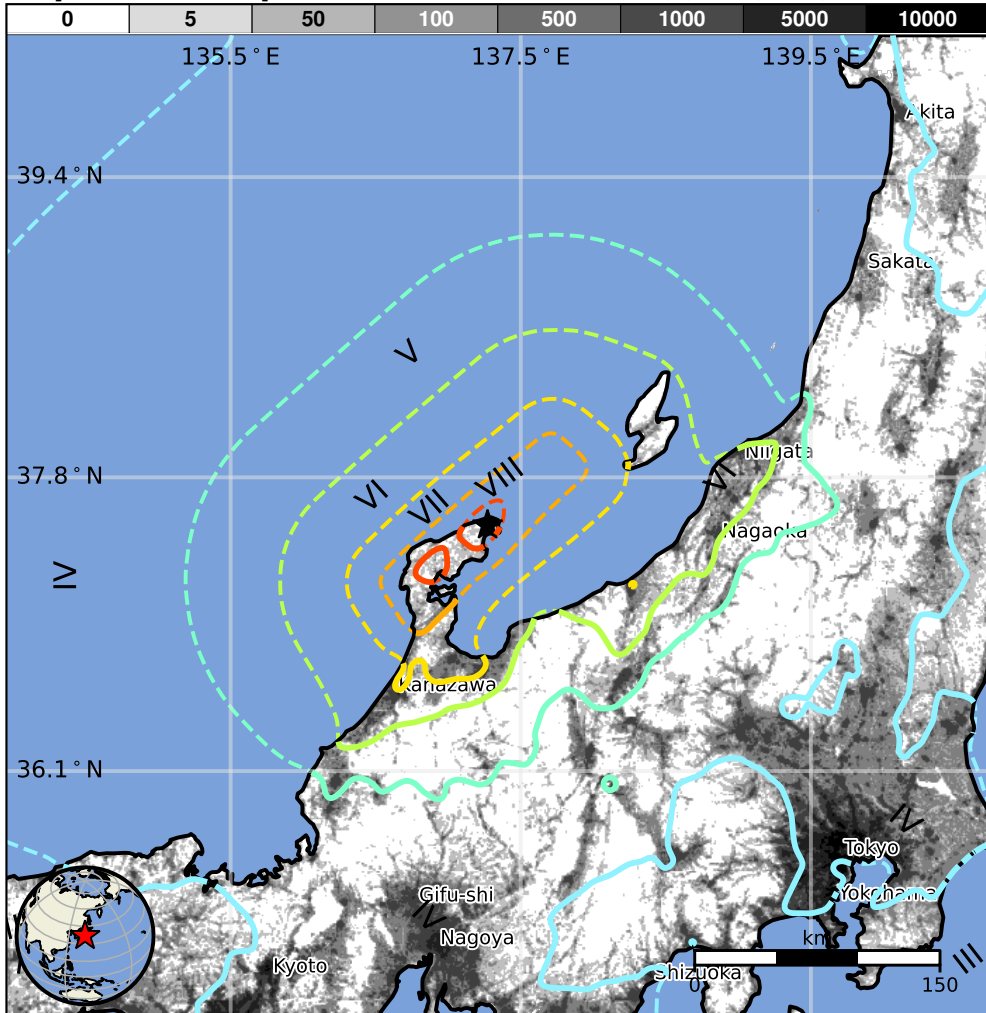 0 5 50 100 500 1000 5000 10000
135.5°E 137.5°E 139.5°E
Akita
39.4°N
Sakata
V
Niigata
37.8°N
VI
VI
VII
VIII
Nagaoka
IV
Kanazawa
36.1°N
IV
Tokyo
Gifu-shi
Yokohama
IV
Nagoya
km
Kyoto
Shizuoka
III
0 150